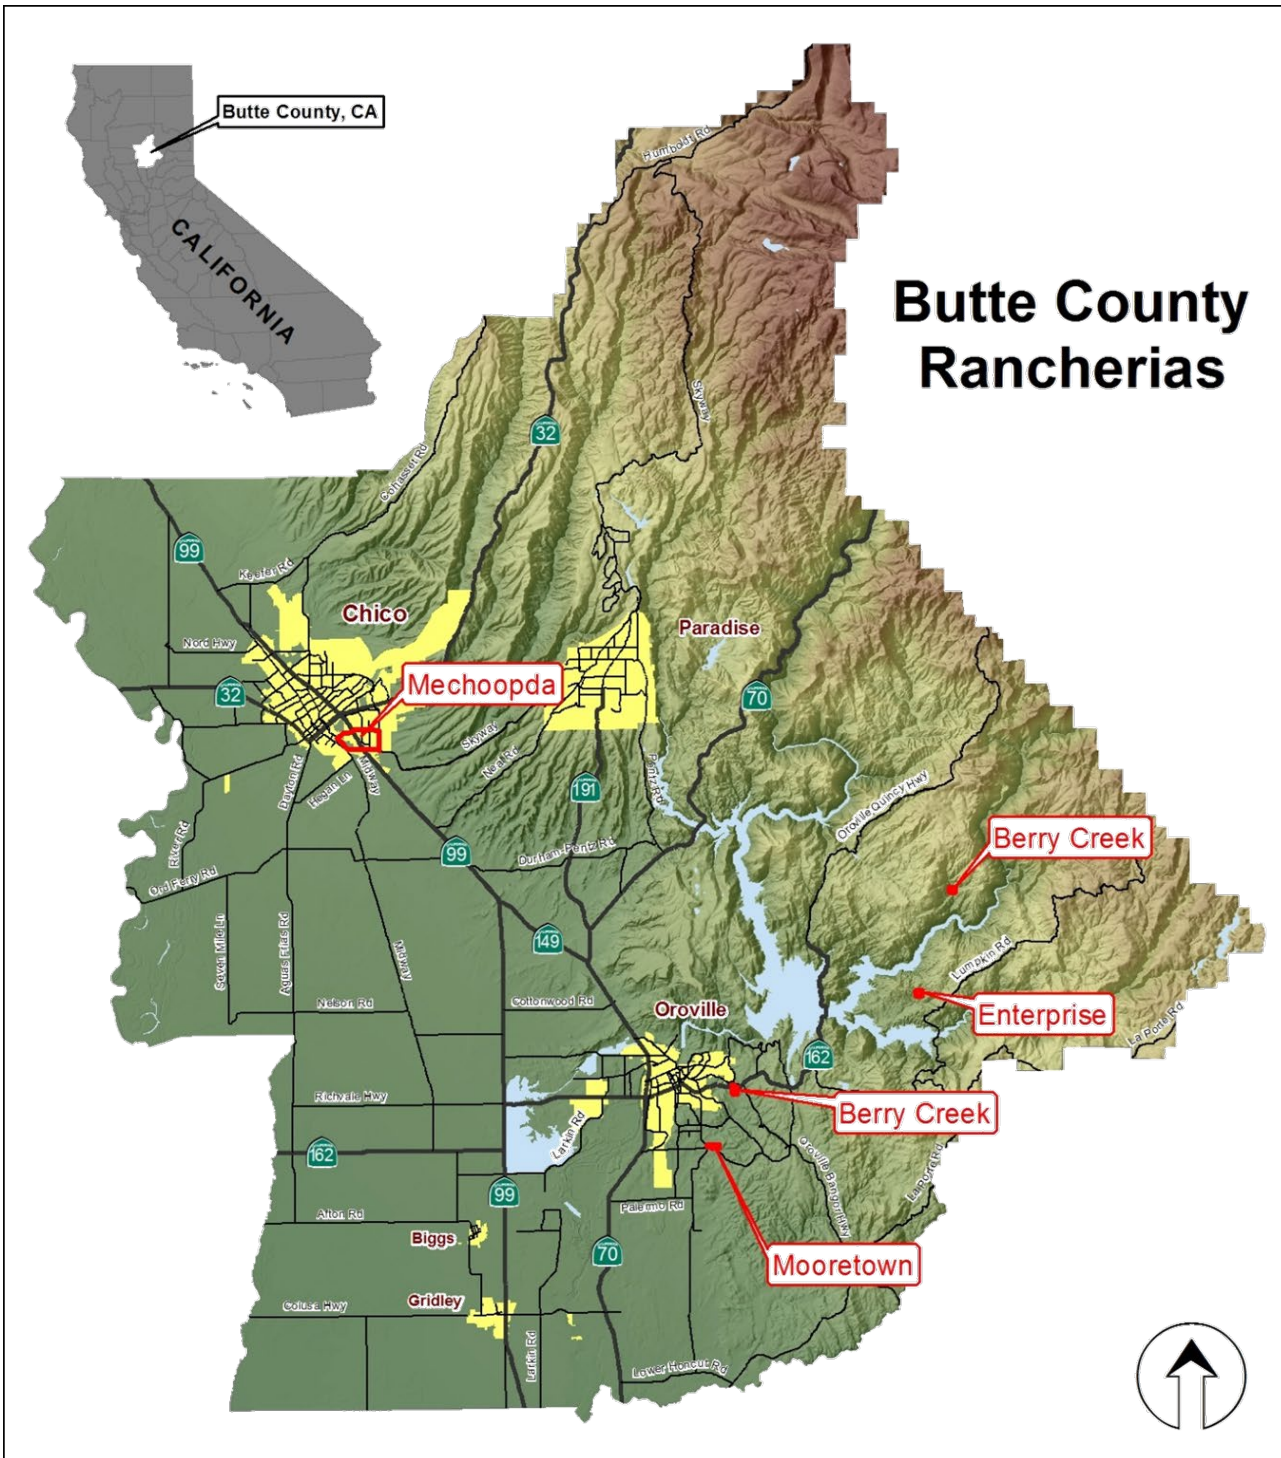 Butte County, CA
CALIFORNIA
Butte County
Rancherias
Humboldt Rd
Skyway
32
Cohasset Rd
99
Keefer Rd
Chico
Paradise
Nord Hwy
Mechoopda
32
70
Skyway
Neal Rd
Pentz Rd
Dayton Rd
Hegan Ln
Midway
191
Oroville Quincy Hwy
River Rd
99
Durham-Pentz Rd
Berry Creek
Ord Ferry Rd
Seven Mile Ln
Aguas Frias Rd
Midway
149
Lumpkin Rd
Nelson Rd
Cottonwood Rd
Oroville
Enterprise
La Porte Rd
162
Richvale Hwy
Berry Creek
Larkin Rd
162
Oroville Bangor Hwy
La Porte Rd
99
Palermo Rd
Afton Rd
Biggs
70
Mooretown
Gridley
Colusa Hwy
Larkin Rd
Lower Honcut Rd